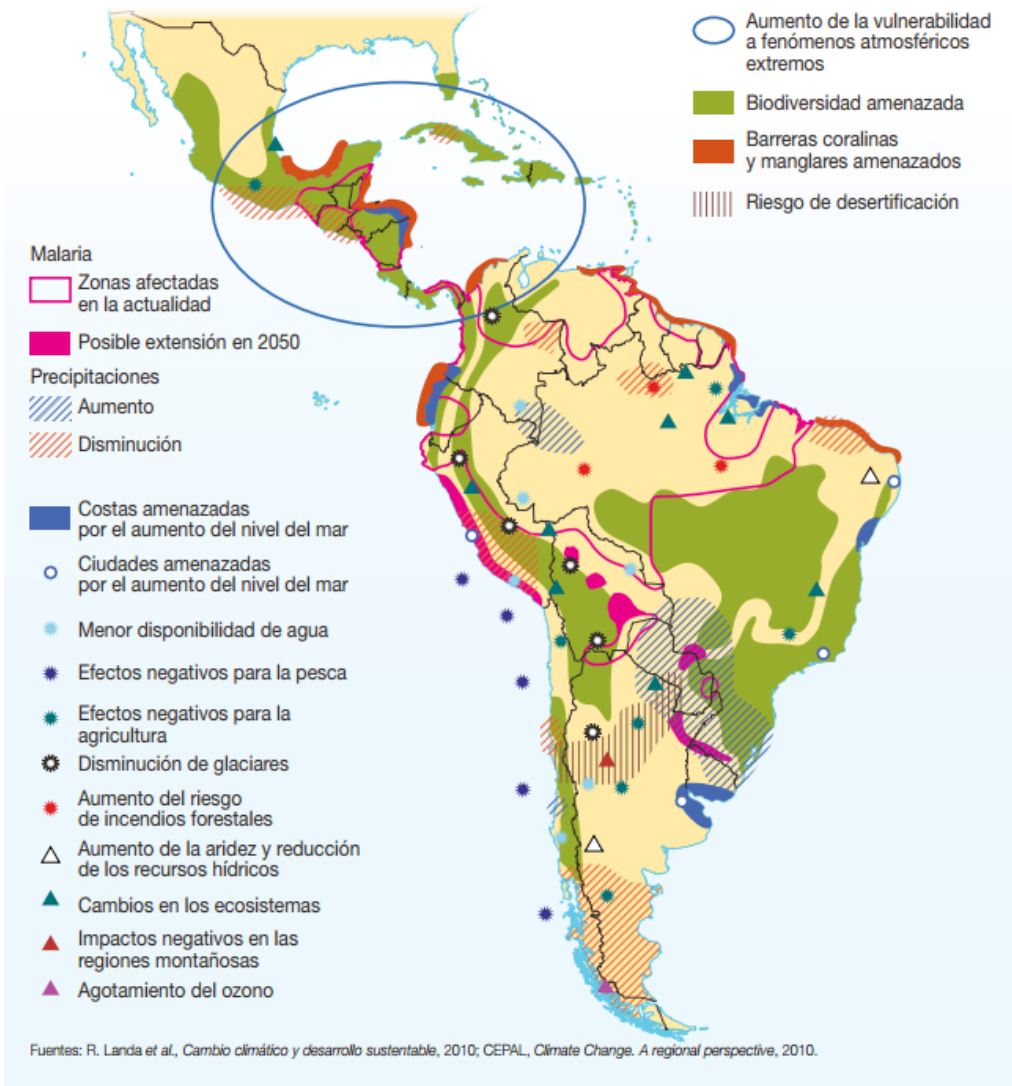 Aumento de la vulnerabilidad
a fenómenos atmosféricos
extremos
Biodiversidad amenazada
Barreras coralinas
y manglares amenazados
Riesgo de desertificación
Malaria
Zonas afectadas
en la actualidad
Posible extensión en 2050
Precipitaciones
Aumento
Disminución
Costas amenazadas
por el aumento del nivel del mar
Ciudades amenazadas
por el aumento del nivel del mar
Menor disponibilidad de agua
Efectos negativos para la pesca
Efectos negativos para la
agricultura
Disminución de glaciares
Aumento del riesgo
de incendios forestales
Aumento de la aridez y reducción
de los recursos hídricos
Cambios en los ecosistemas
Impactos negativos en las
regiones montañosas
Agotamiento del ozono
Fuentes: R. Landa et al., Cambio climático y desarrollo sustentable, 2010; CEPAL, Climate Change. A regional perspective, 2010.